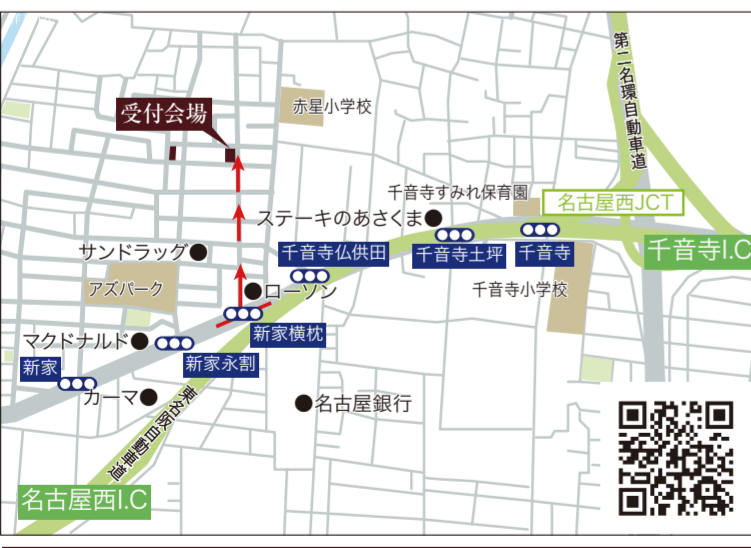 第二名環自動車道
受付会場
赤星小学校
千音寺すみれ保育園
名古屋西JCT
ステーキのあさくま
サンドラッグ
千音寺仏供田
千音寺土坪
千音寺
千音寺I.C
アズパーク
ローソン
千音寺小学校
新家横枕
マクドナルド
新家永割
新家
カーマ
名古屋銀行
東名阪自動車道
名古屋西I.C